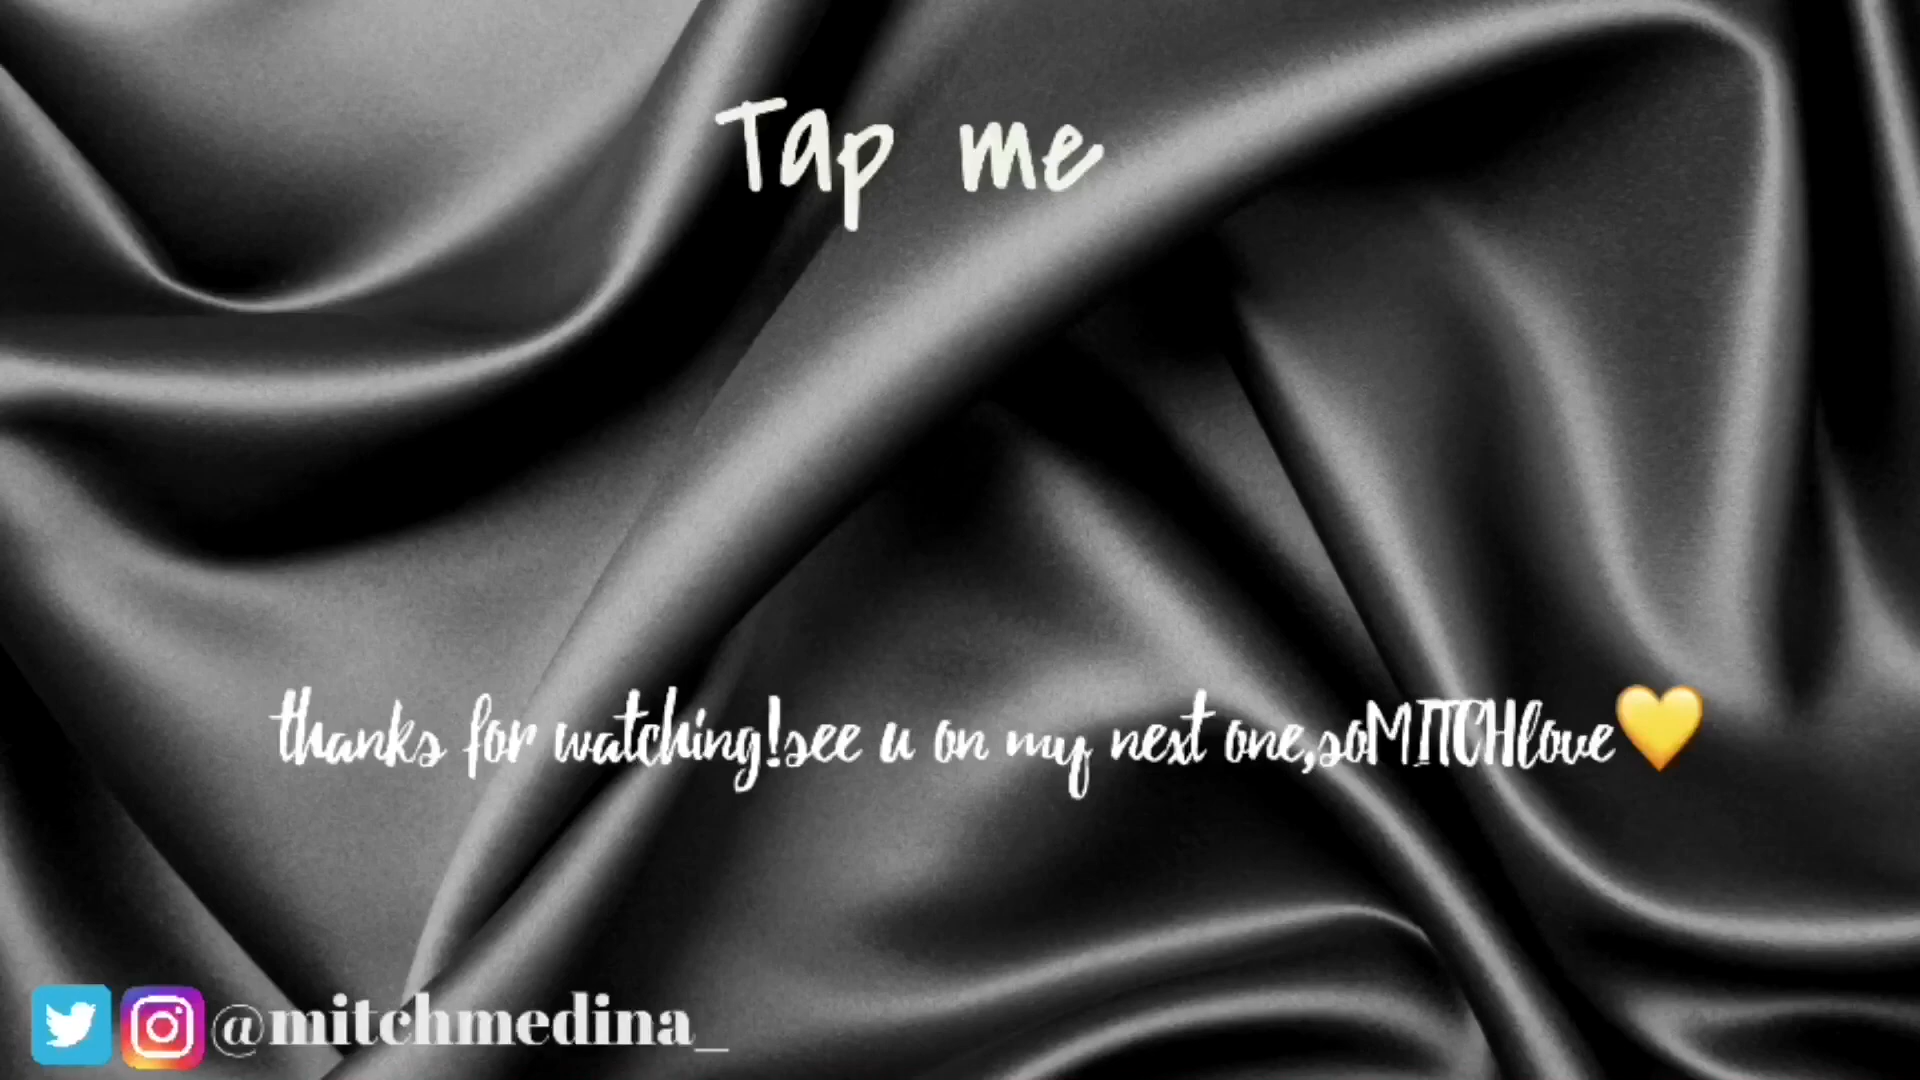 Tap me
thanks for watching!see u on my next one,soMITCHlove💛
@mitchmedina_